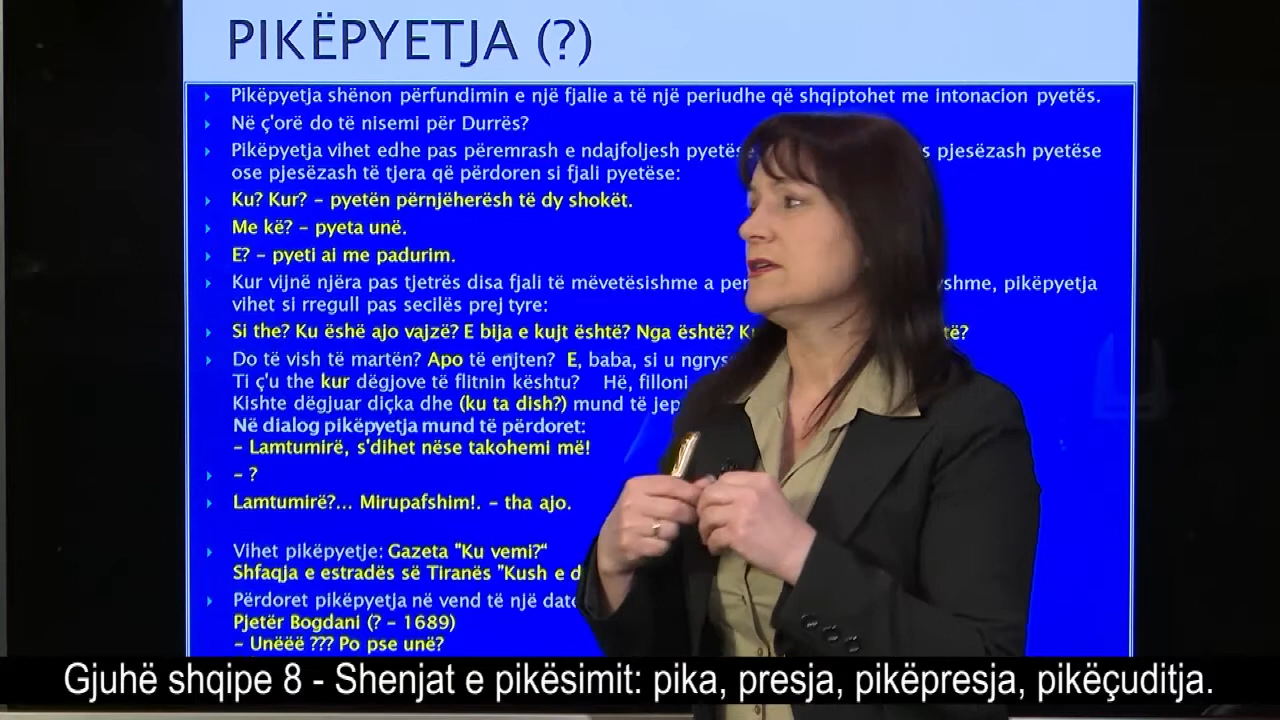 PIKËPYETJA (?)
Pikëpyetja shënon përfundimin e një fjalie a të një periudhe që shqiptohet me intonacion pyetës.
Në ç'orë do të nisemi për Durrës?
Pikëpyetja vihet edhe pas përemrash e ndajfoljesh pjesëzash pyetëse
ose pjesëzash të tjera që përdoren si fjali pyetëse:
Ku? Kur? – pyetën përnjëherësh të dy shokët.
Me kë? – pyeta unë.
E? – pyeti ai me padurim.
Kur vijnë njëra pas tjetrës disa fjali të mëvetësishme a pikëpyetja
vihet si rregull pas secilës prej tyre:
Si the? Ku ëshë ajo vajzë? E bija e kujt është? Nga është?
Do të vish të martën? Apo të enjten? E, baba, si u
Ti ç'u the kur dëgjove të flitnin kështu? Hë, filloni
Kishte dëgjuar diçka dhe (ku ta dish?) mund të
Në dialog pikëpyetja mund të përdoret:
– Lamtumirë, s'dihet nëse takohemi më!
– ?
Lamtumirë?... Mirupafshim!. – tha ajo.
Vihet pikëpyetje: Gazeta "Ku vemi?"
Shfaqja e estradës së Tiranës "Kush e
Përdoret pikëpyetja në vend të një
Pjetër Bogdani (? – 1689)
– Unëëë ??? Po pse unë?
Gjuhë shqipe 8 - Shenjat e pikësimit: pika, presja, pikëpresja, pikëçuditja.